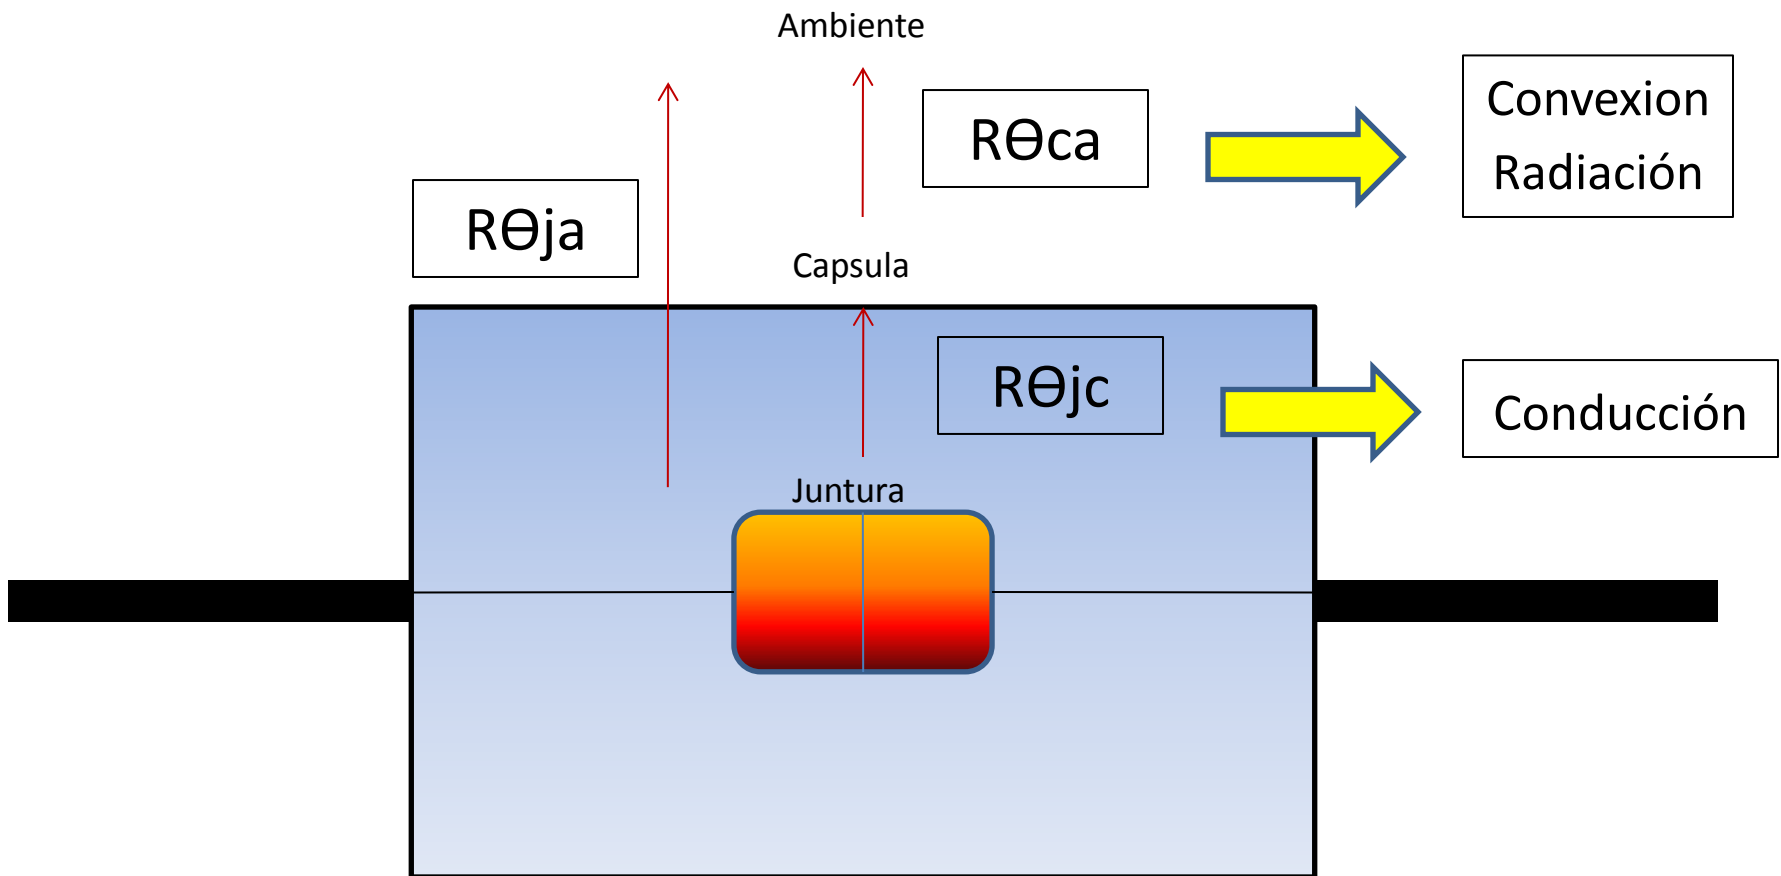 Ambiente
RϴCa
Convexion
Radiación
Rϴja
Capsula
Rϴjc
Conducción
Juntura